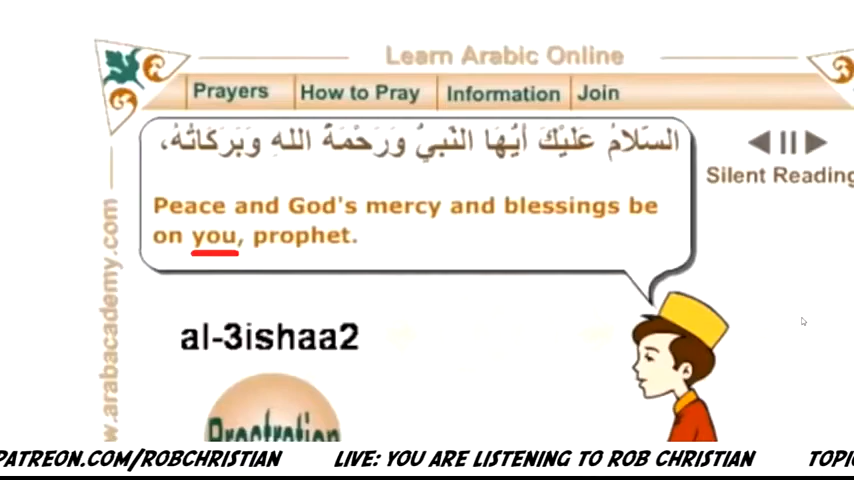 Learn Arabic Online
Prayers
How to Pray
Information
Join
السّلامُ عَلَيْكَ أَيُّهَا النّبيُّ وَرَحْمَةُ اللهِ وَبَرَكَاتُهُ،
Peace and God's mercy and blessings be
on you, prophet.
Silent Reading
al-3ishaa2
Prostration
w.arabacademy.com
PATREON.COM/ROBCHRISTIAN LIVE: YOU ARE LISTENING TO ROB CHRISTIAN